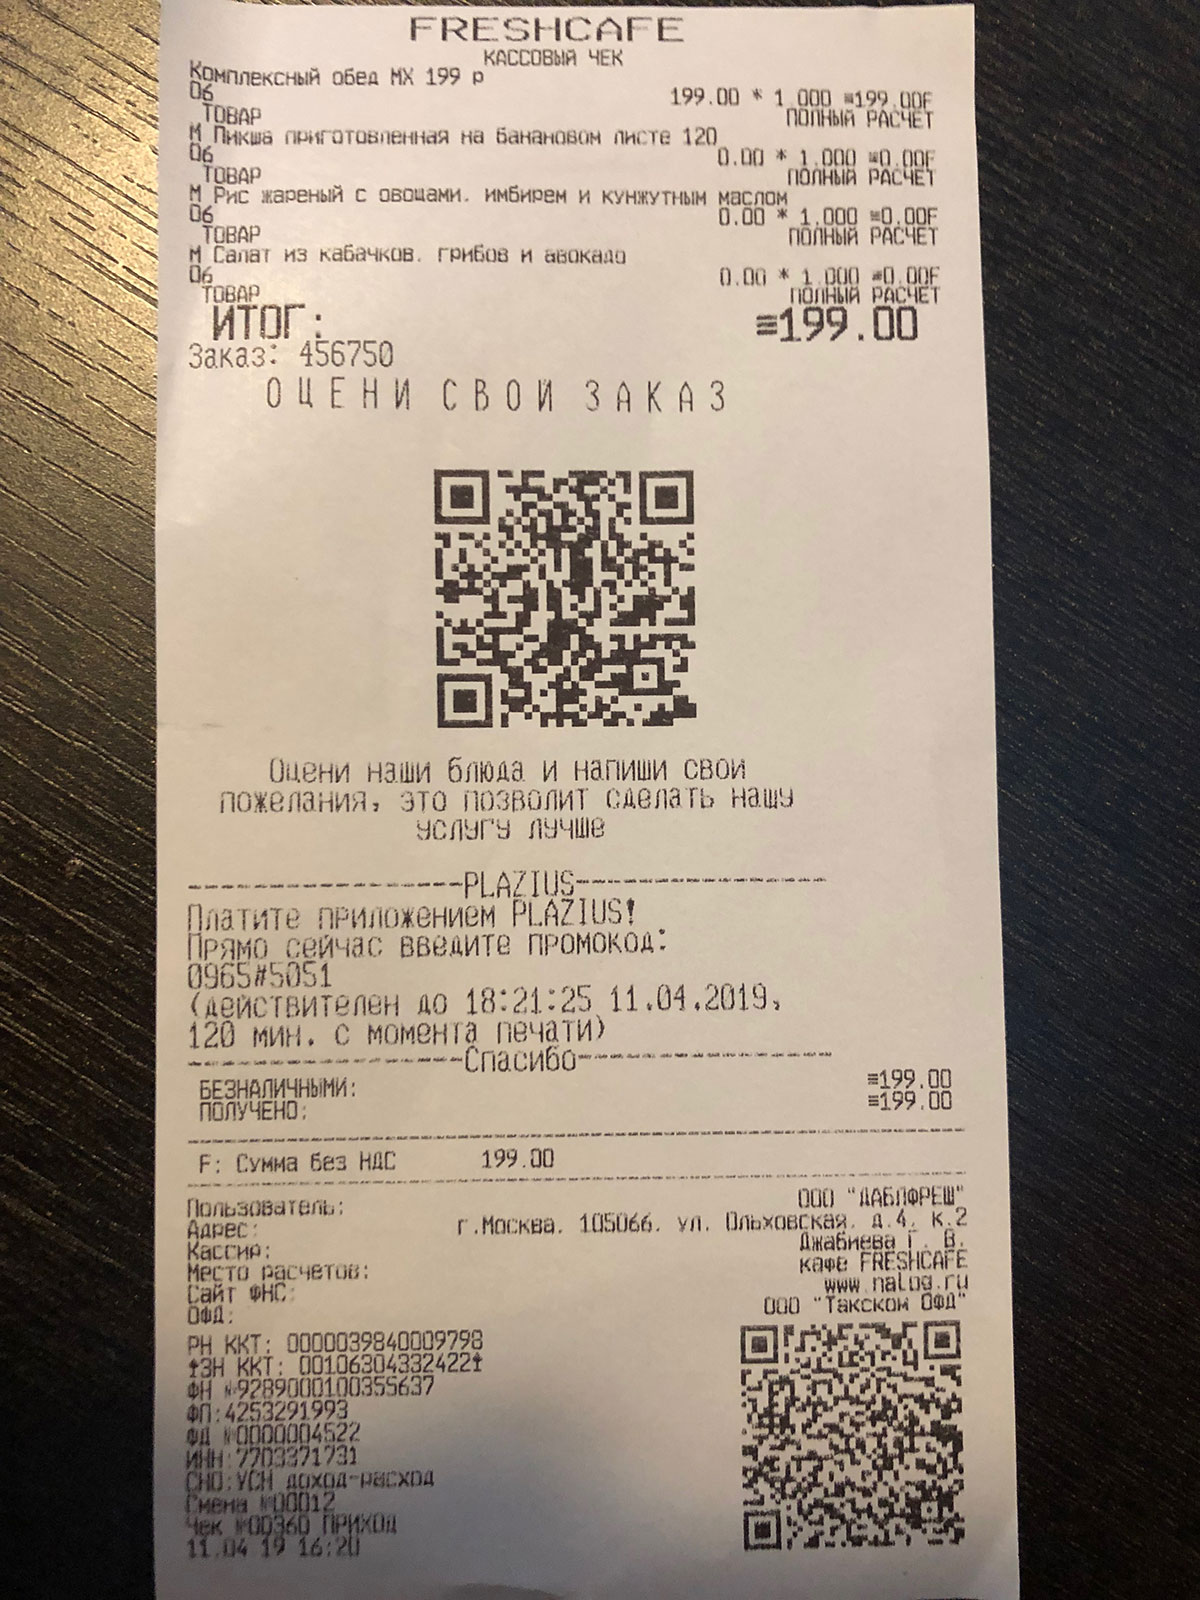 FRESHCAFE
КАССОВЫЙ ЧЕК
Комплексный обед МХ 199 р
06 199.00 * 1.000 ≡199.00F
ТОВАР ПОЛНЫЙ РАСЧЕТ
М Пикша приготовленная на банановом листе 120
06 0.00 * 1.000 ≡0.00F
ТОВАР ПОЛНЫЙ РАСЧЕТ
М Рис жареный с овощами, имбирем и кунжутным маслом
06 0.00 * 1.000 ≡0.00F
ТОВАР ПОЛНЫЙ РАСЧЕТ
М Салат из кабачков, грибов и авокадо
06 0.00 * 1.000 ≡0.00F
ТОВАР ПОЛНЫЙ РАСЧЕТ
ИТОГ: ≡199.00
Заказ: 456750
ОЦЕНИ СВОЙ ЗАКАЗ
Оцени наши блюда и напиши свои
пожелания, это позволит сделать нашу
услугу лучше
PLAZIUS
Платите приложением PLAZIUS!
Прямо сейчас введите промокод:
0965#5051
(действителен до 18:21:25 11.04.2019,
120 мин. с момента печати)
Спасибо
БЕЗНАЛИЧНЫМИ: ≡199.00
ПОЛУЧЕНО: ≡199.00
F: Сумма без НДС 199.00
Пользователь: ООО "ДАБЛФРЕШ"
Адрес: г.Москва, 105066, ул. Ольховская, д.4, к.2
Кассир: Джабиева Г. В.
Место расчетов: кафе FRESHCAFE
Сайт ФНС: www.nalog.ru
ОФД: ООО "Такском ОФД"
РН ККТ: 0000039840009798
ЗН ККТ: 00106304332422
ФН №9289000100355637
ФП:4253291993
ФД №0000004522
ИНН:7703371731
СНО:УСН доход-расход
Смена №00012
Чек №00360 ПРИХОД
11.04.19 16:20